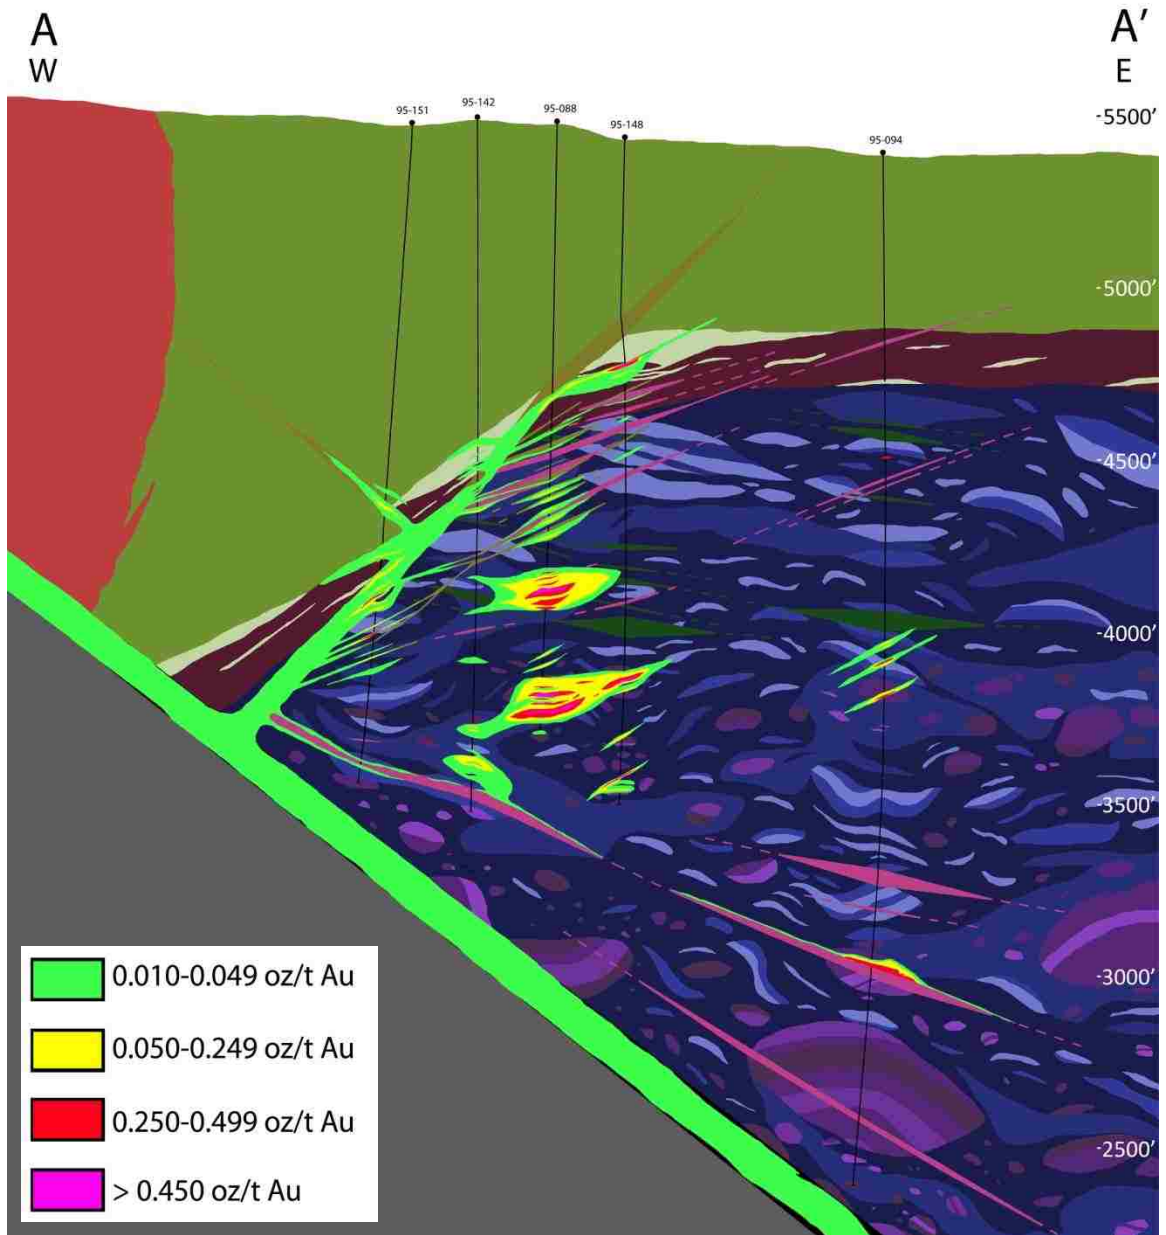 A
W
A’
E
95-151
95-142
95-088
95-148
95-094
-5500’
-5000’
-4500’
-4000’
-3500’
-3000’
-2500’
0.010-0.049 oz/t Au
0.050-0.249 oz/t Au
0.250-0.499 oz/t Au
> 0.450 oz/t Au